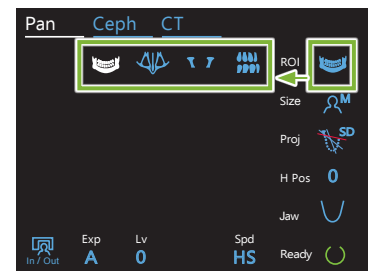 Pan Ceph CT
ROI
Size M
Proj SD
H Pos 0
Jaw
Exp Lv Spd
In / Out A 0 HS Ready